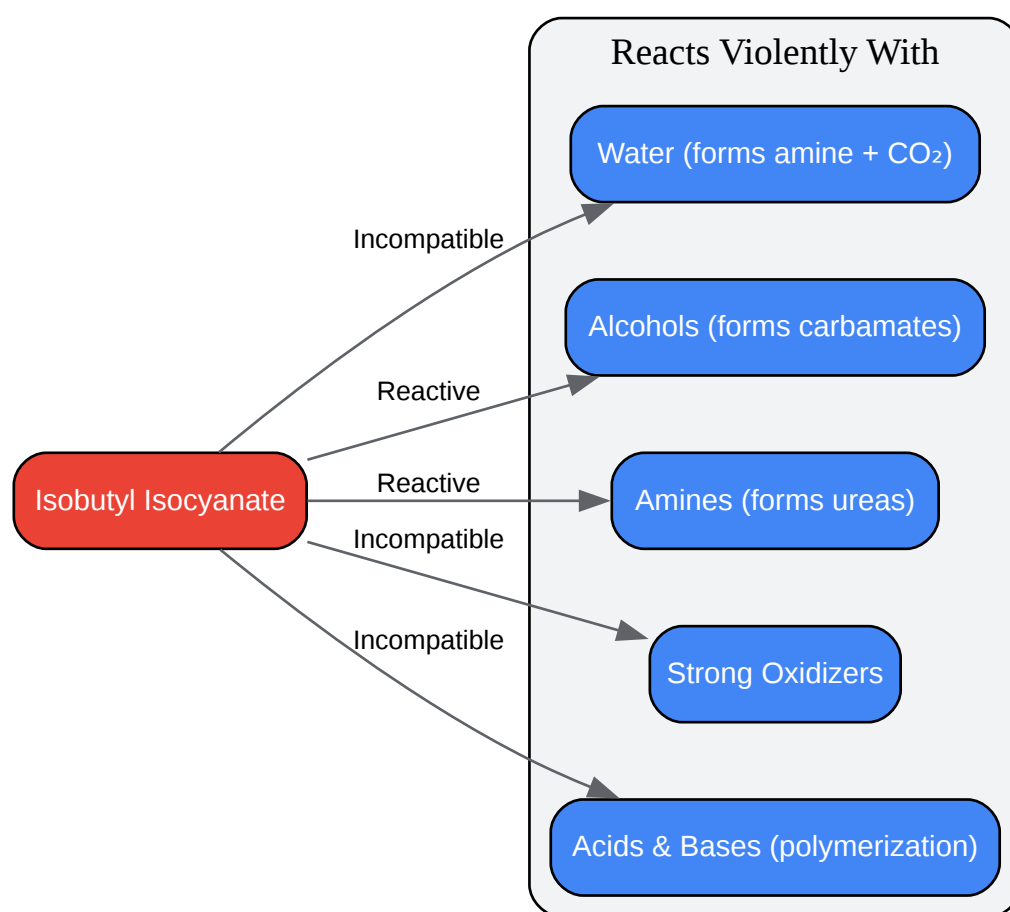 Reacts Violently With
Water (forms amine + CO₂)
Incompatible
Alcohols (forms carbamates)
Reactive
Isobutyl Isocyanate
Reactive
Amines (forms ureas)
Incompatible
Strong Oxidizers
Incompatible
Acids & Bases (polymerization)